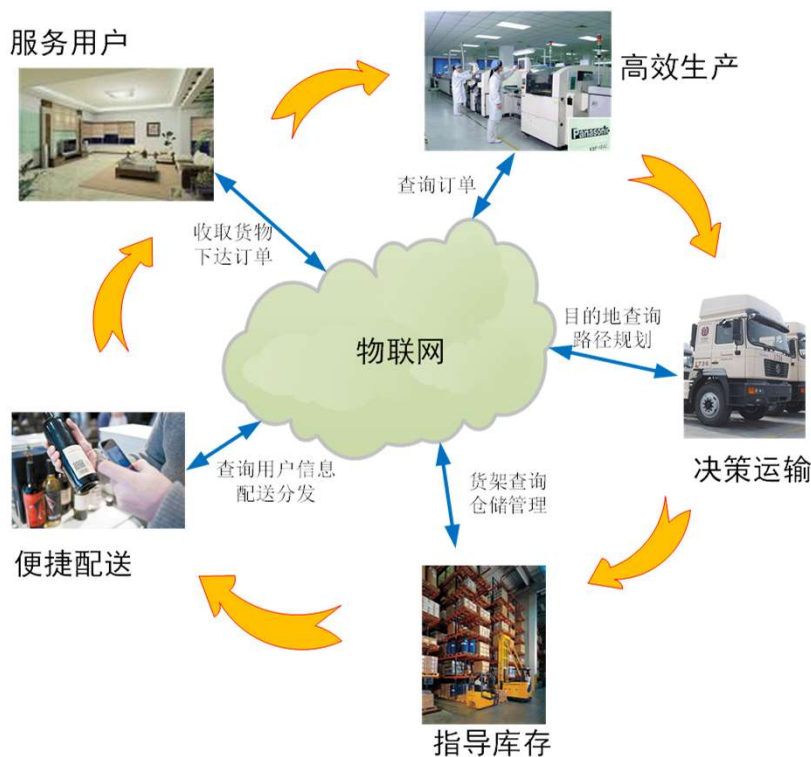 服务用户
高效生产
Panasonic
查询订单
收取货物
下达订单
目的地查询
路径规划
物联网
决策运输
查询用户信息
配送分发
货架查询
仓储管理
便捷配送
指导库存